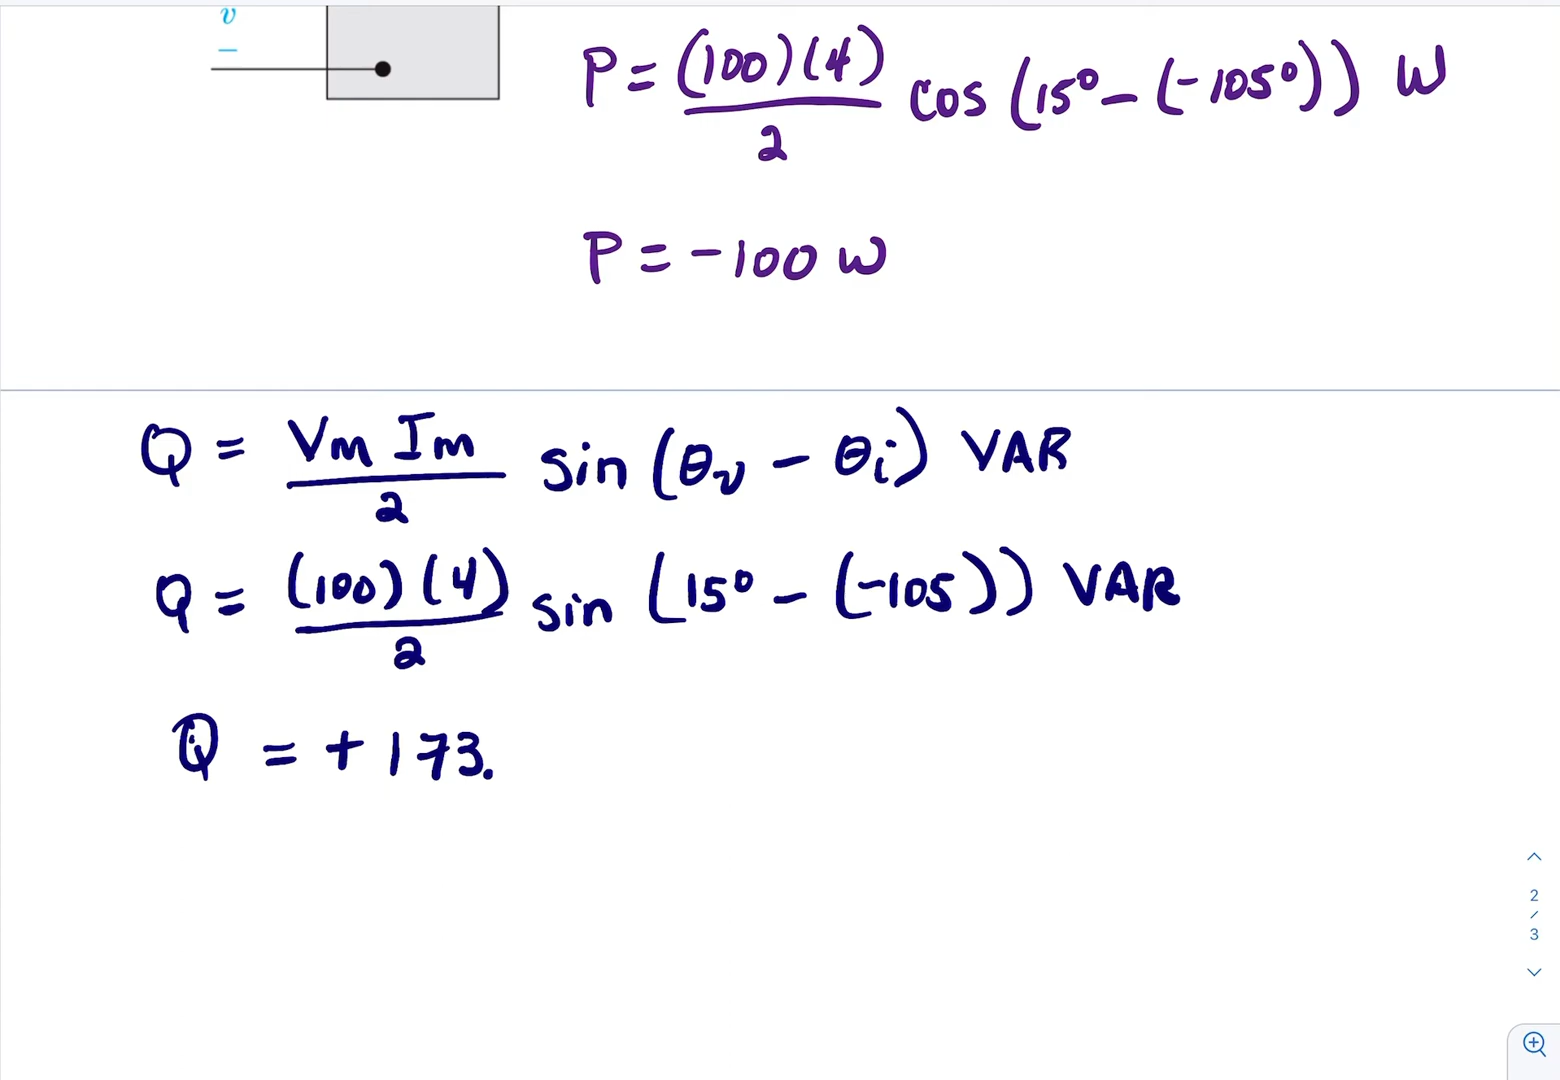 v
−
P = (100)(4) / 2 cos (15° − (−105°)) W
P = −100 W
Q = Vm Im / 2 sin (θv − θi) VAR
Q = (100)(4) / 2 sin (15° − (−105)) VAR
Q = + 173.
2
/
3